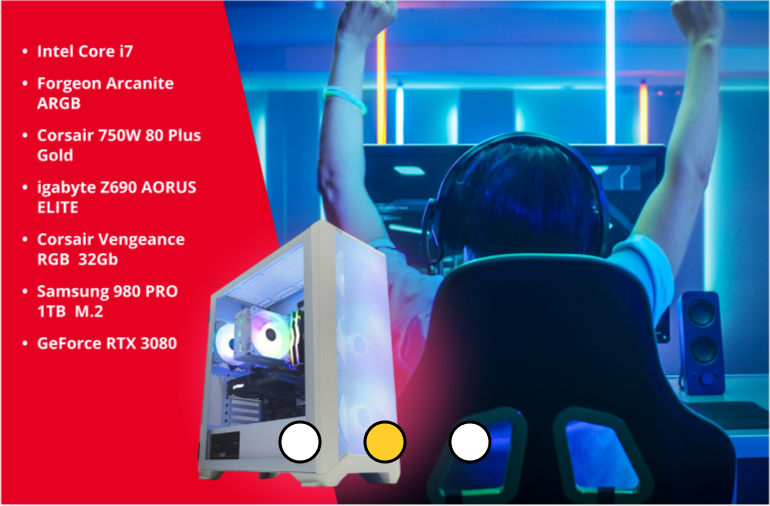 • Intel Core i7
• Forgeon Arcanite
ARGB
• Corsair 750W 80 Plus
Gold
• igabyte Z690 AORUS
ELITE
• Corsair Vengeance
RGB 32Gb
• Samsung 980 PRO
1TB M.2
• GeForce RTX 3080